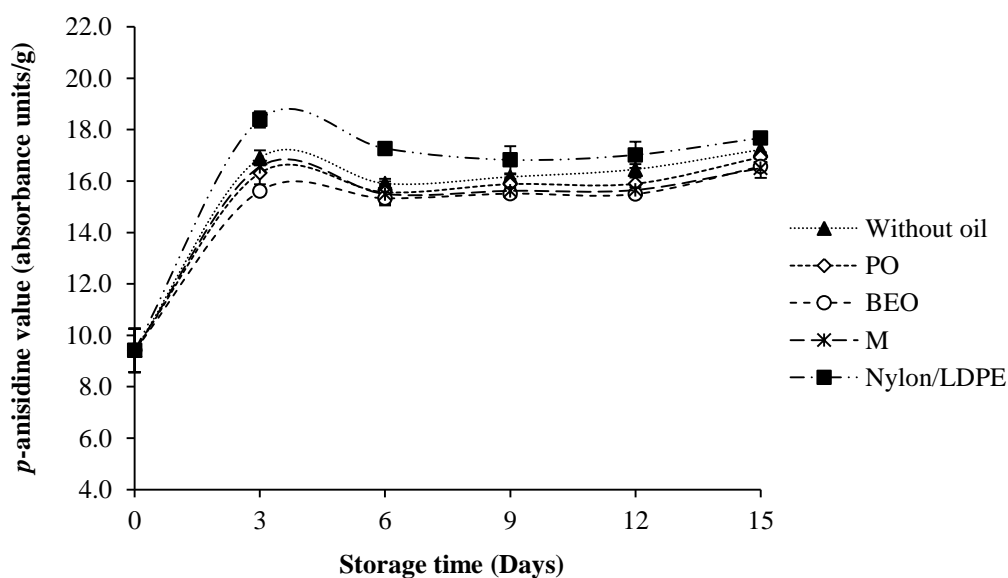 p-anisidine value (absorbance units/g)
22.0
20.0
18.0
16.0
14.0
12.0
10.0
8.0
6.0
4.0
0 3 6 9 12 15
Storage time (Days)
Without oil
PO
BEO
M
Nylon/LDPE